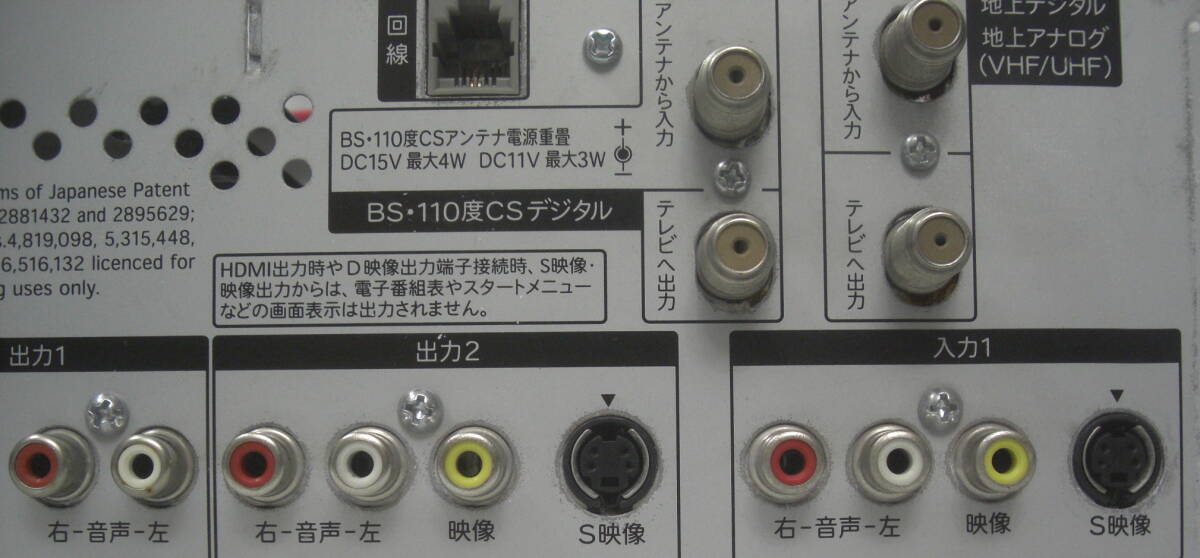 回線
アンテナから入力
アンテナから入力
地上デジタル
地上アナログ
(VHF/UHF)
BS・110度CSアンテナ電源重畳
DC15V 最大4W DC11V 最大3W
+
−
BS・110度CSデジタル
テレビへ出力
テレビへ出力
of Japanese Patent
2881432 and 2895629;
4,819,098, 5,315,448,
6,516,132 licenced for
uses only.
HDMI出力時やD映像出力端子接続時、S映像・
映像出力からは、電子番組表やスタートメニュー
などの画面表示は出力されません。
出力1
右-音声-左
出力2
右-音声-左
映像
S映像
入力1
右-音声-左
映像
S映像